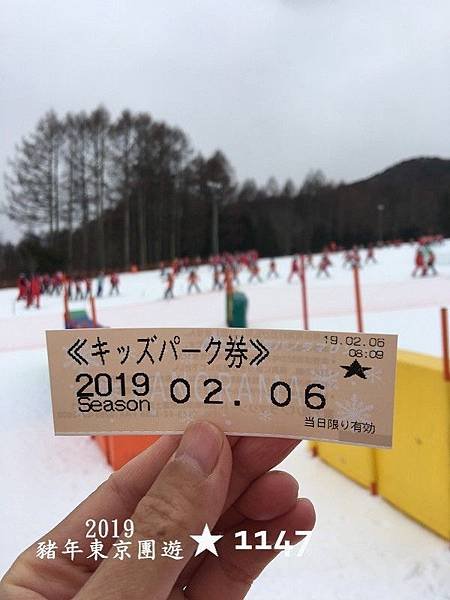 19.02.06
08:09
≪キッズパーク券≫
★
2019
Season
02.06
当日限り有効
2019
豬年東京團遊★1147